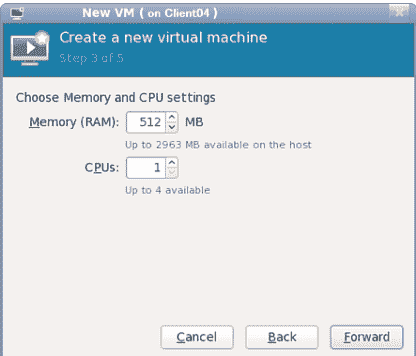 New VM ( on Client04 )
Create a new virtual machine
Step 3 of 5
Choose Memory and CPU settings
Memory (RAM): 512 MB
Up to 2963 MB available on the host
CPUs: 1
Up to 4 available
Cancel Back Forward